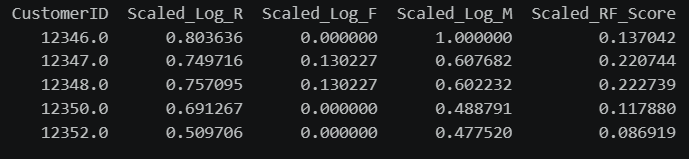 CustomerID Scaled_Log_R Scaled_Log_F Scaled_Log_M Scaled_RF_Score
12346.0 0.803636 0.000000 1.000000 0.137042
12347.0 0.749716 0.130227 0.607682 0.220744
12348.0 0.757095 0.130227 0.602232 0.222739
12350.0 0.691267 0.000000 0.488791 0.117880
12352.0 0.509706 0.000000 0.477520 0.086919